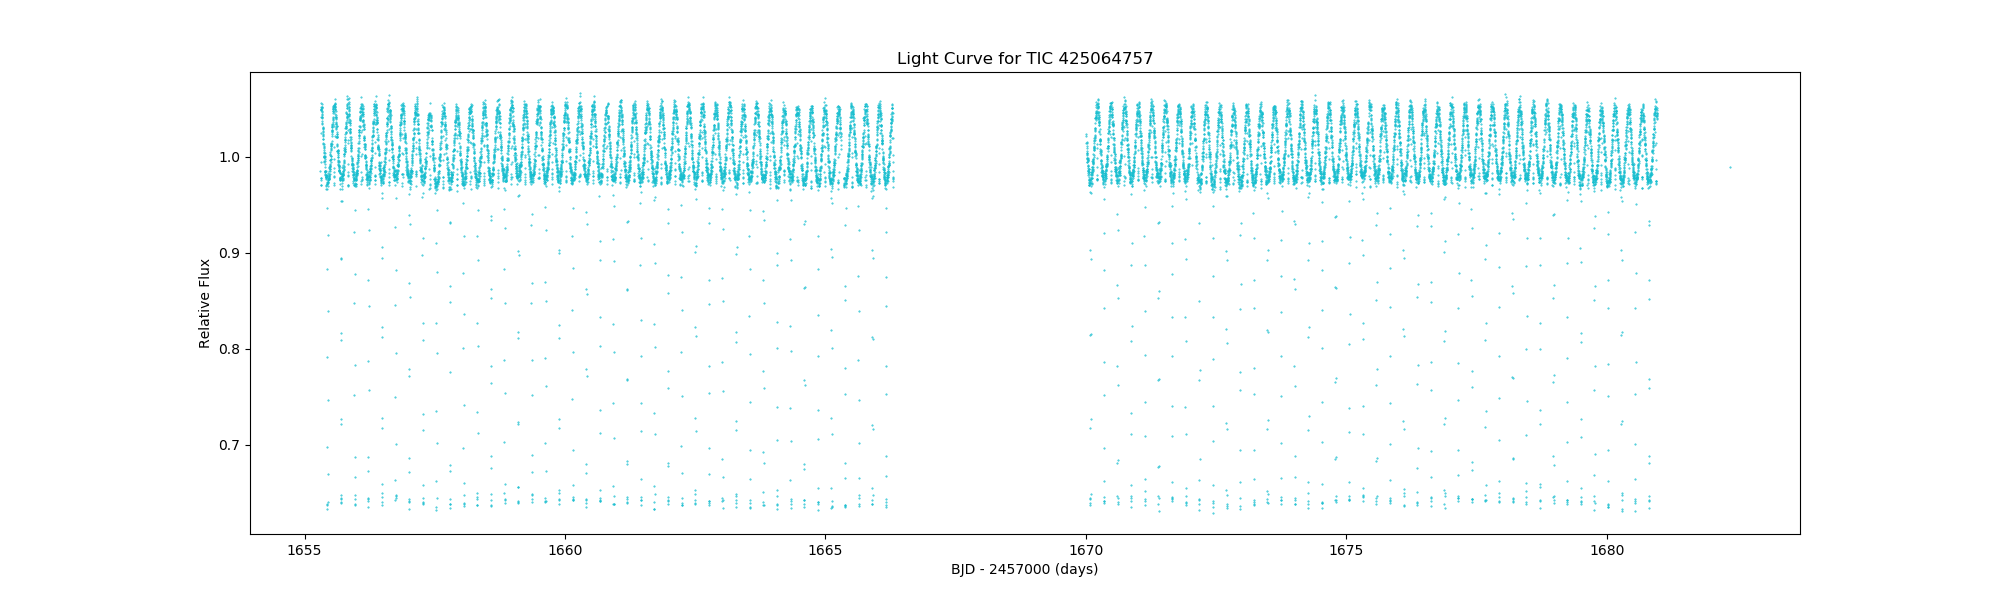 Light Curve for TIC 425064757
Relative Flux
1.0
0.9
0.8
0.7
1655 1660 1665 1670 1675 1680
BJD - 2457000 (days)